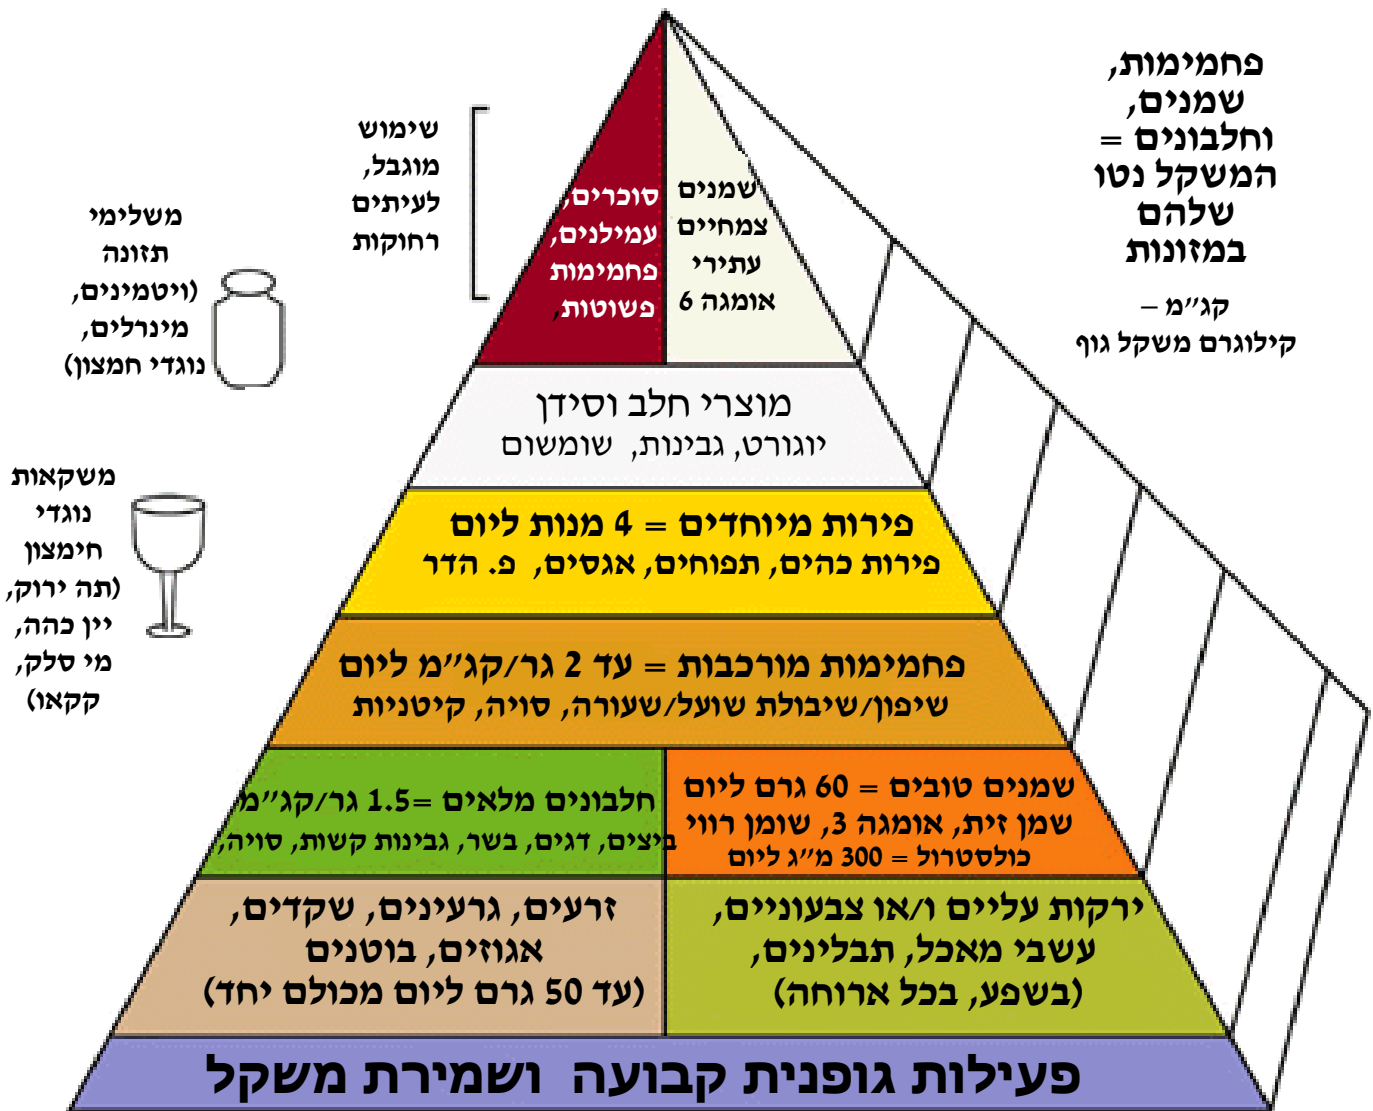 פחמימות,
שמנים,
וחלבונים =
המשקל נטו
שלהם
במזונות
קג״מ –
קילוגרם משקל גוף
שימוש
מוגבל,
לעיתים
רחוקות
שמנים
צמחיים
עתירי
אומגה 6
סוכרים,
עמילנים,
פחמימות
פשוטות,
משלימי
תזונה
(ויטמינים,
מינרלים,
נוגדי חמצון)
מוצרי חלב וסידן
יוגורט, גבינות, שומשום
משקאות
נוגדי
חימצון
(תה ירוק,
יין כהה,
מי סלק,
קקאו)
פירות מיוחדים = 4 מנות ליום
פירות כהים, תפוחים, אגסים, פ. הדר
פחמימות מורכבות = עד 2 גר/קג״מ ליום
שיפון/שיבולת שועל/שעורה, סויה, קיטניות
שמנים טובים = 60 גרם ליום
שמן זית, אומגה 3, שומן רווי
כולסטרול = 300 מ״ג ליום
חלבונים מלאים =1.5 גר/קג״מ
ביצים, דגים, בשר, גבינות קשות, סויה,
ירקות עליים ו/או צבעוניים,
עשבי מאכל, תבלינים,
(בשפע, בכל ארוחה)
זרעים, גרעינים, שקדים,
אגוזים, בוטנים
(עד 50 גרם ליום מכולם יחד)
פעילות גופנית קבועה ושמירת משקל